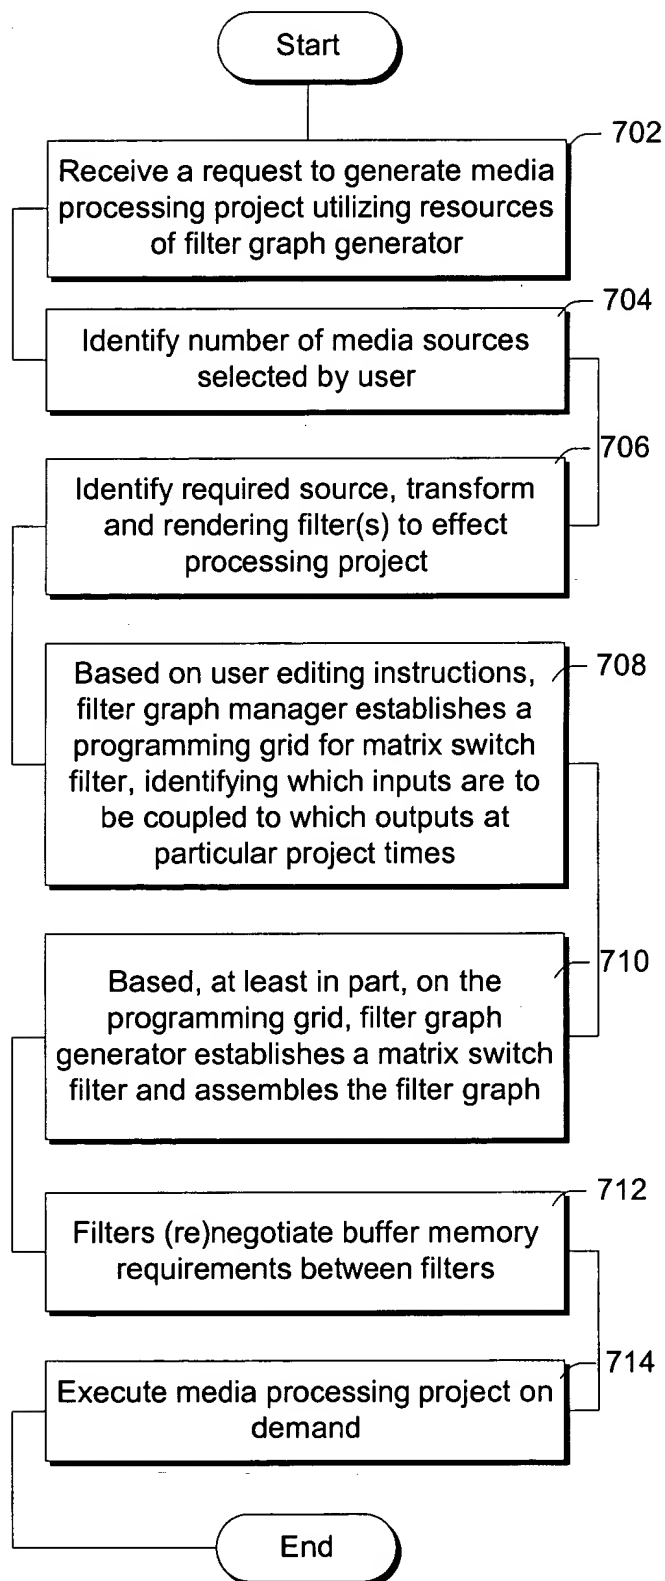 Start
702
Receive a request to generate media
processing project utilizing resources
of filter graph generator
704
Identify number of media sources
selected by user
706
Identify required source, transform
and rendering filter(s) to effect
processing project
708
Based on user editing instructions,
filter graph manager establishes a
programming grid for matrix switch
filter, identifying which inputs are to
be coupled to which outputs at
particular project times
710
Based, at least in part, on the
programming grid, filter graph
generator establishes a matrix switch
filter and assembles the filter graph
712
Filters (re)negotiate buffer memory
requirements between filters
714
Execute media processing project on
demand
End